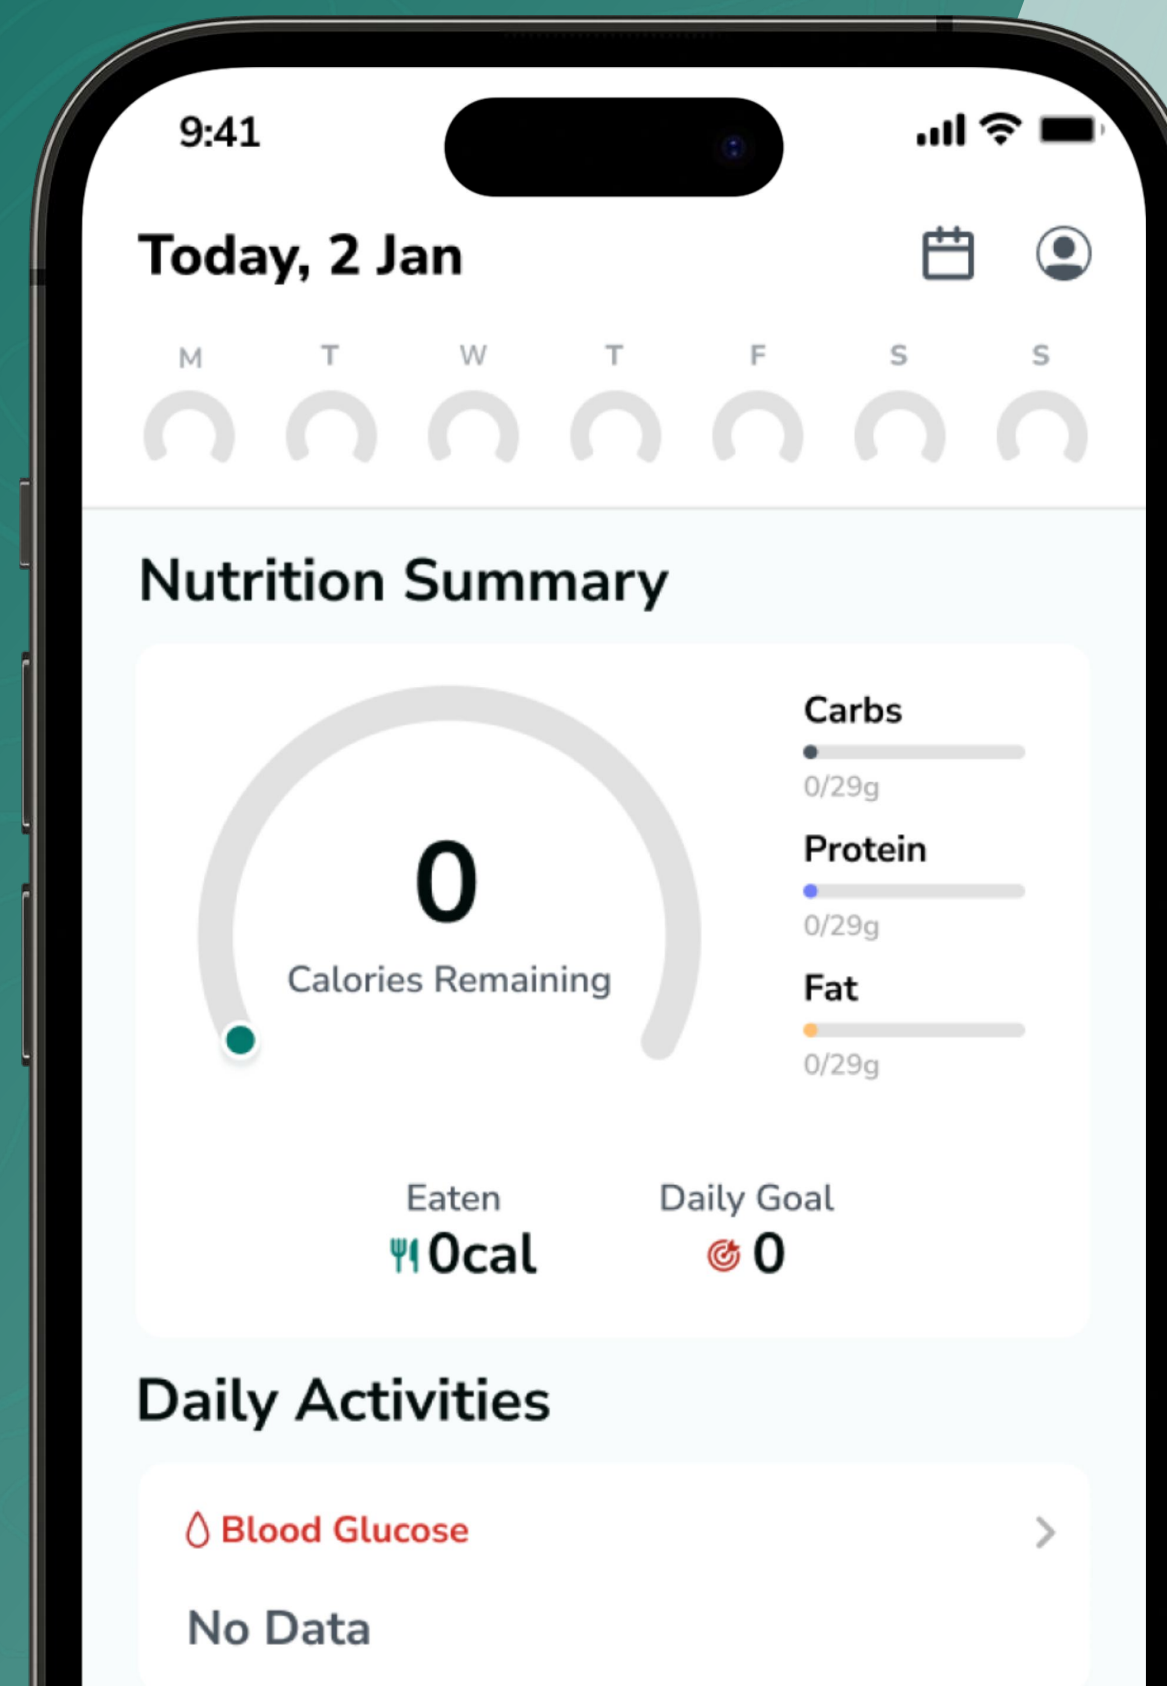 9:41
Today, 2 Jan
M T W T F S S
Nutrition Summary
Carbs
0/29g
Protein
0/29g
Fat
0/29g
0
Calories Remaining
Eaten
0cal
Daily Goal
0
Daily Activities
Blood Glucose
No Data